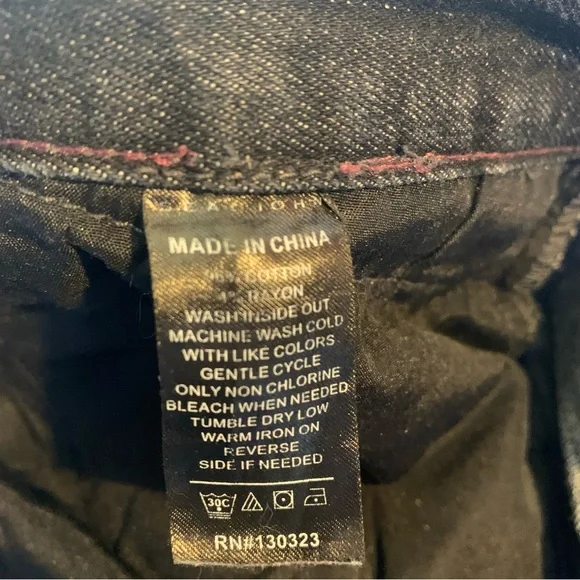 MADE IN CHINA
COTTON
RAYON
WASH INSIDE OUT
MACHINE WASH COLD
WITH LIKE COLORS
GENTLE CYCLE
ONLY NON CHLORINE
BLEACH WHEN NEEDED
TUMBLE DRY LOW
WARM IRON ON
REVERSE
SIDE IF NEEDED
30C
RN#130323